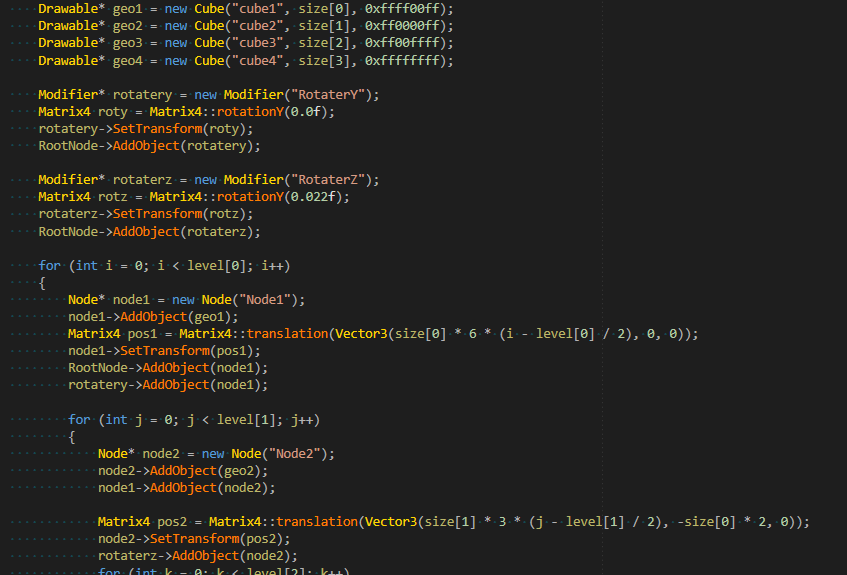 Drawable* geo1 = new Cube("cube1", size[0], 0xffff00ff);
Drawable* geo2 = new Cube("cube2", size[1], 0xff0000ff);
Drawable* geo3 = new Cube("cube3", size[2], 0xff00ffff);
Drawable* geo4 = new Cube("cube4", size[3], 0xffffffff);
Modifier* rotatery = new Modifier("RotaterY");
Matrix4 roty = Matrix4::rotationY(0.0f);
rotatery->SetTransform(roty);
RootNode->AddObject(rotatery);
Modifier* rotaterz = new Modifier("RotaterZ");
Matrix4 rotz = Matrix4::rotationY(0.022f);
rotaterz->SetTransform(rotz);
RootNode->AddObject(rotaterz);
for (int i = 0; i < level[0]; i++)
{
Node* node1 = new Node("Node1");
node1->AddObject(geo1);
Matrix4 pos1 = Matrix4::translation(Vector3(size[0] * 6 * (i - level[0] / 2), 0, 0));
node1->SetTransform(pos1);
RootNode->AddObject(node1);
rotatery->AddObject(node1);
for (int j = 0; j < level[1]; j++)
{
Node* node2 = new Node("Node2");
node2->AddObject(geo2);
node1->AddObject(node2);
Matrix4 pos2 = Matrix4::translation(Vector3(size[1] * 3 * (j - level[1] / 2), -size[0] * 2, 0));
node2->SetTransform(pos2);
rotaterz->AddObject(node2);
for (int k = 0; k < level[2]; k++)